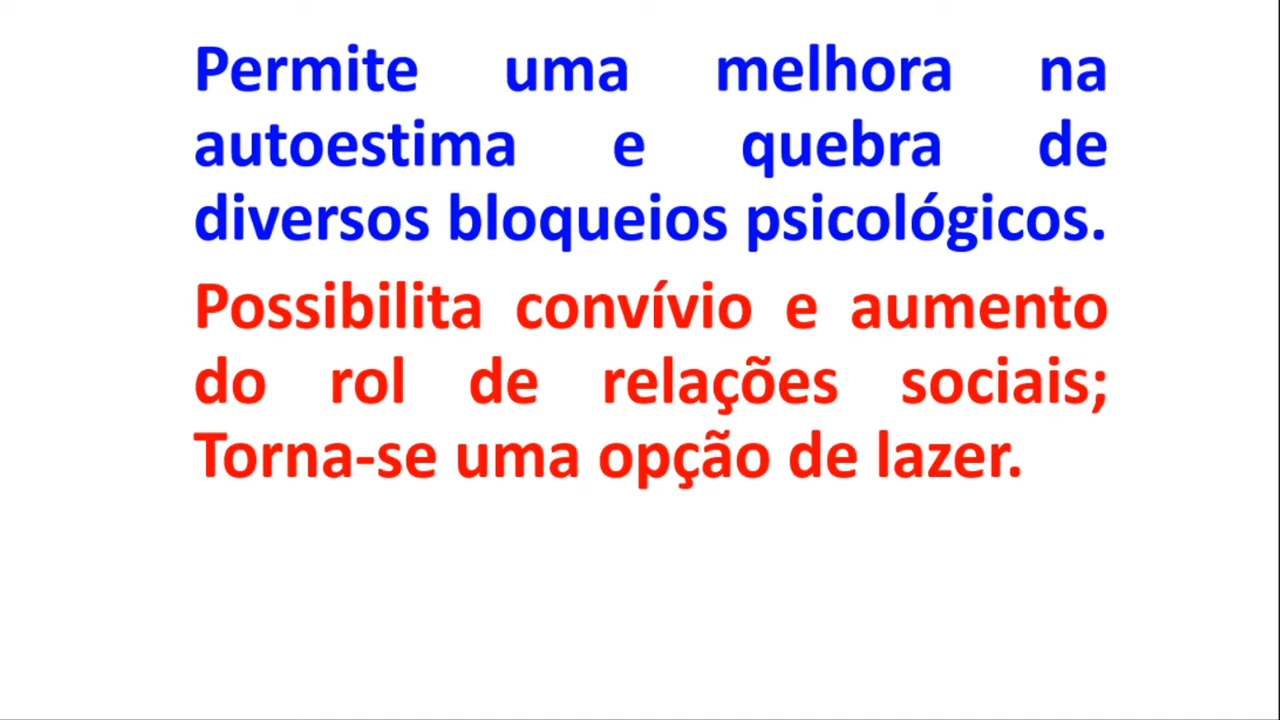 Permite uma melhora na
autoestima e quebra de
diversos bloqueios psicológicos.
Possibilita convívio e aumento
do rol de relações sociais;
Torna-se uma opção de lazer.